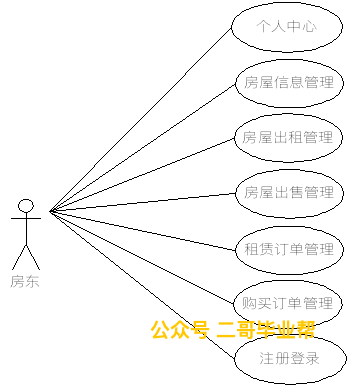 个人中心
房屋信息管理
房屋出租管理
房屋出售管理
租赁订单管理
房东
购买订单管理
公众号 二哥毕业帮
注册登录